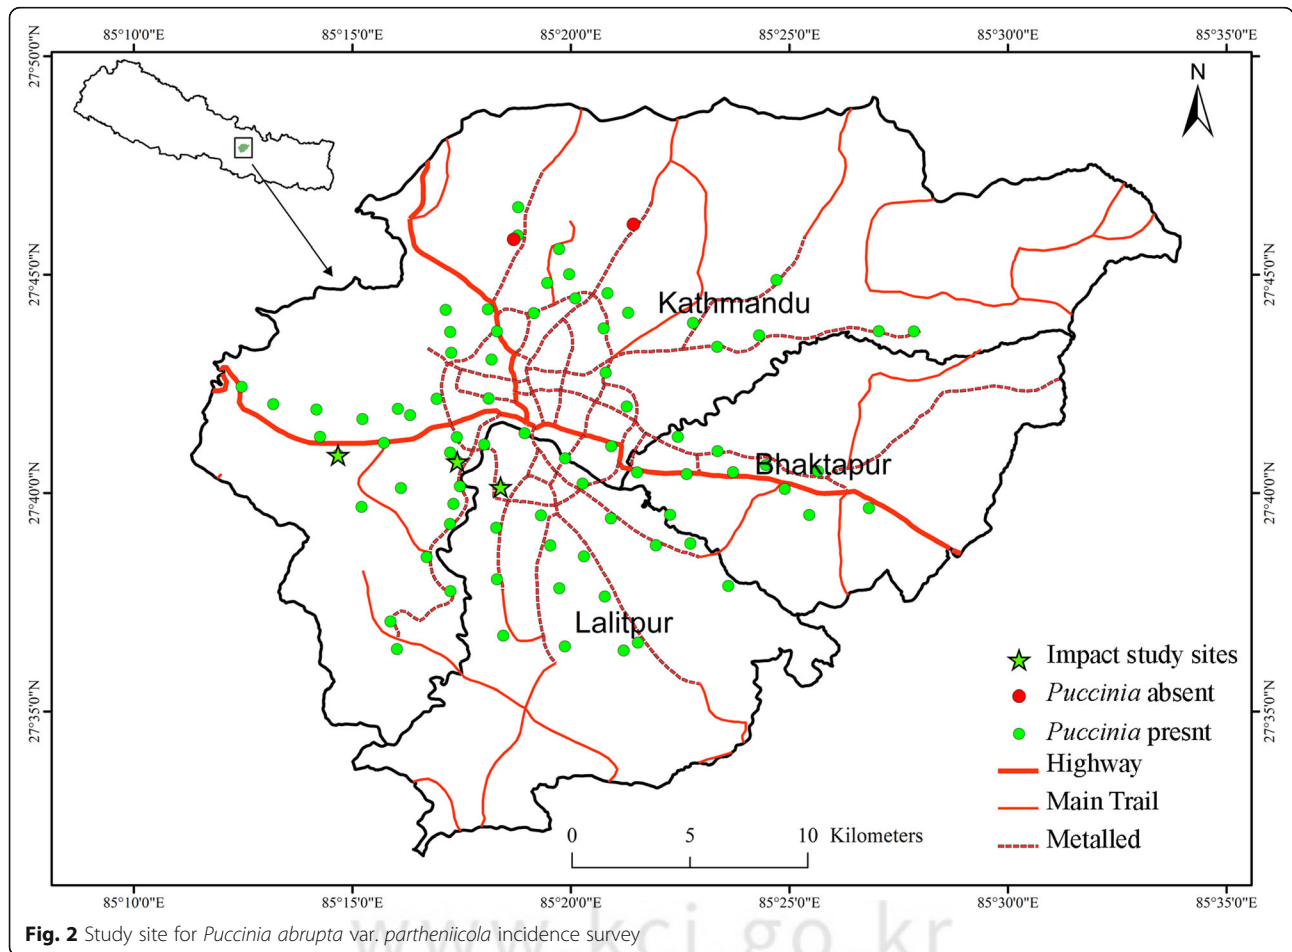 85°10'0"E 85°15'0"E 85°20'0"E 85°25'0"E 85°30'0"E 85°35'0"E
27°50'0"N
27°50'0"N
N
27°45'0"N
27°45'0"N
Kathmandu
Bhaktapur
27°40'0"N
27°40'0"N
Lalitpur
Impact study sites
Puccinia absent
27°35'0"N
27°35'0"N
Puccinia presnt
Highway
Main Trail
Metalled
0 5 10 Kilometers
85°10'0"E 85°15'0"E 85°20'0"E 85°25'0"E 85°30'0"E 85°35'0"E
Fig. 2 Study site for Puccinia abrupta var. partheniicola incidence survey
www.kci.go.kr